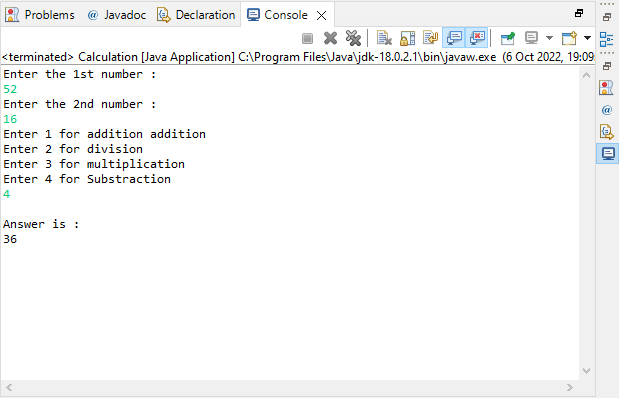 Problems @ Javadoc Declaration Console
<terminated> Calculation [Java Application] C:\Program Files\Java\jdk-18.0.2.1\bin\javaw.exe (6 Oct 2022, 19:09
Enter the 1st number :
52
Enter the 2nd number :
16
Enter 1 for addition addition
Enter 2 for division
Enter 3 for multiplication
Enter 4 for Substraction
4
Answer is :
36